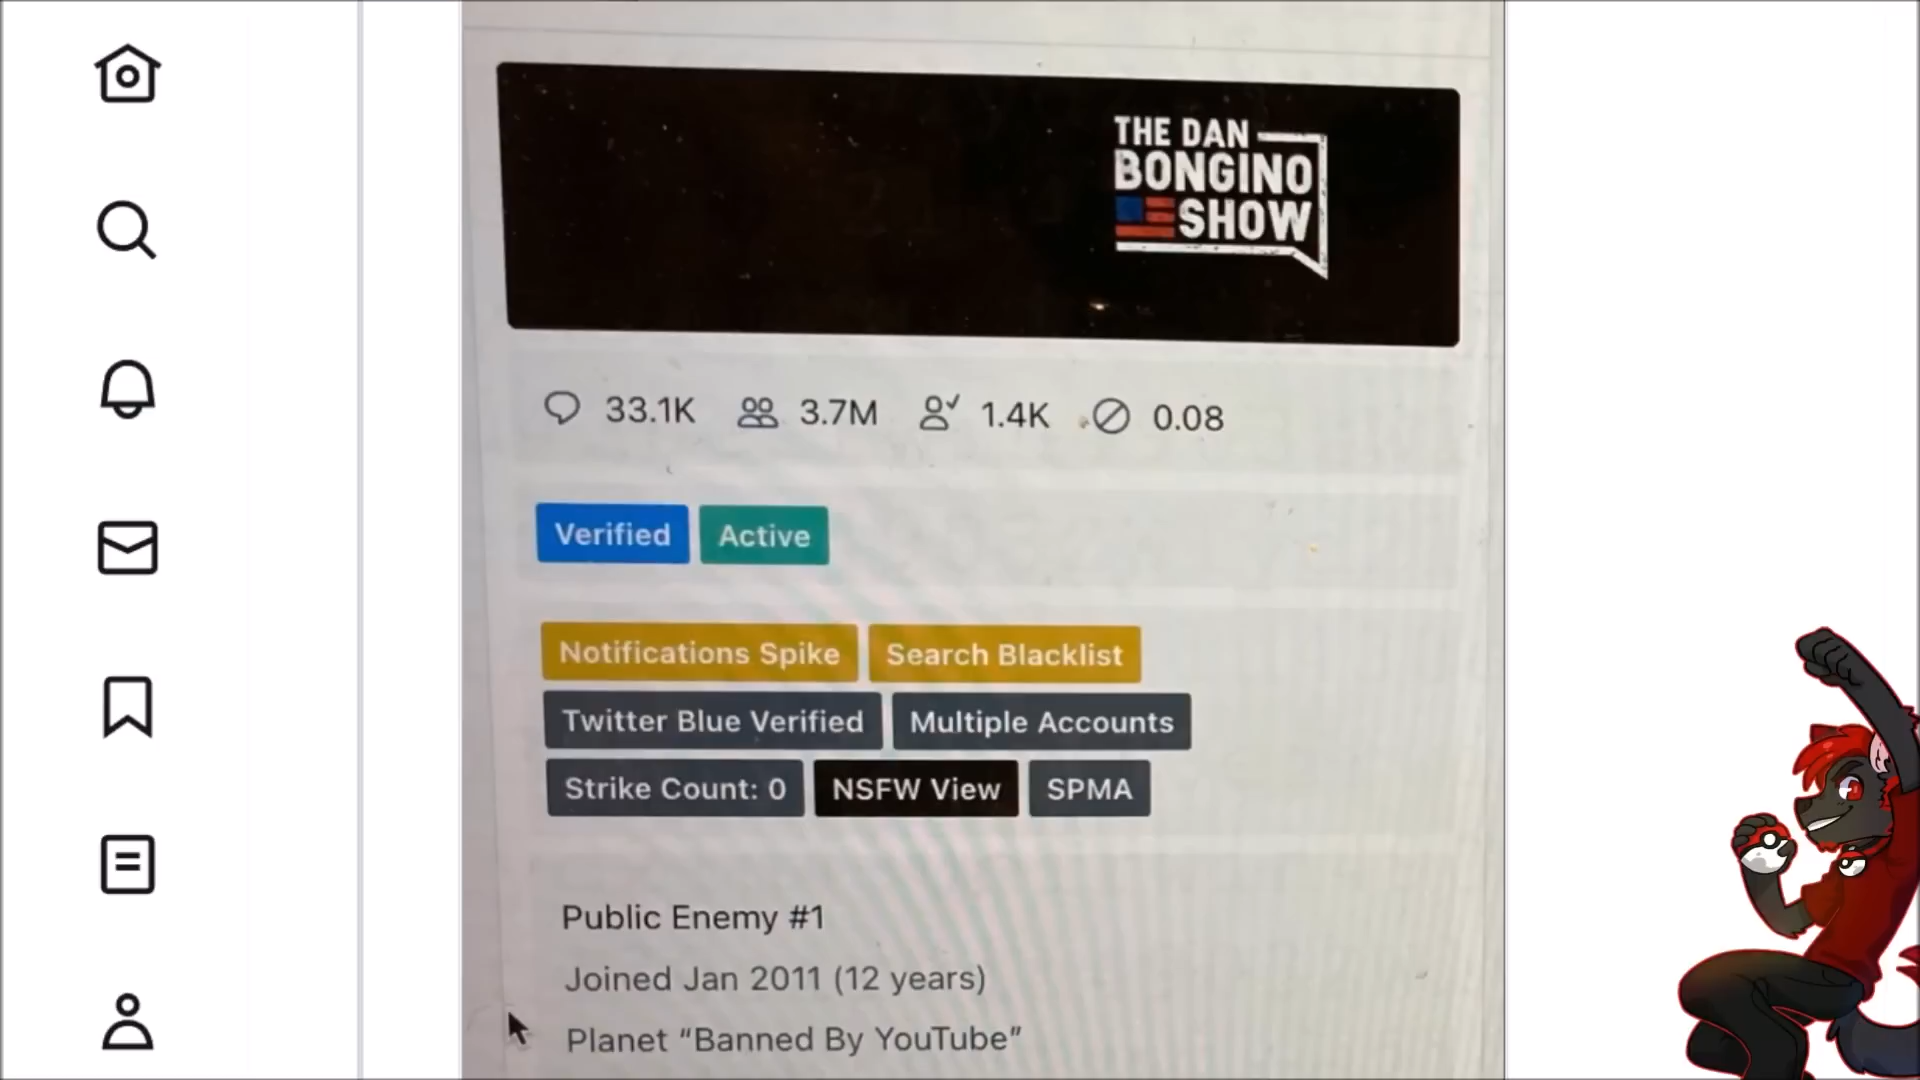 THE DAN
BONGINO
SHOW
33.1K 3.7M 1.4K 0.08
Verified Active
Notifications Spike Search Blacklist
Twitter Blue Verified Multiple Accounts
Strike Count: 0 NSFW View SPMA
Public Enemy #1
Joined Jan 2011 (12 years)
Planet “Banned By YouTube”